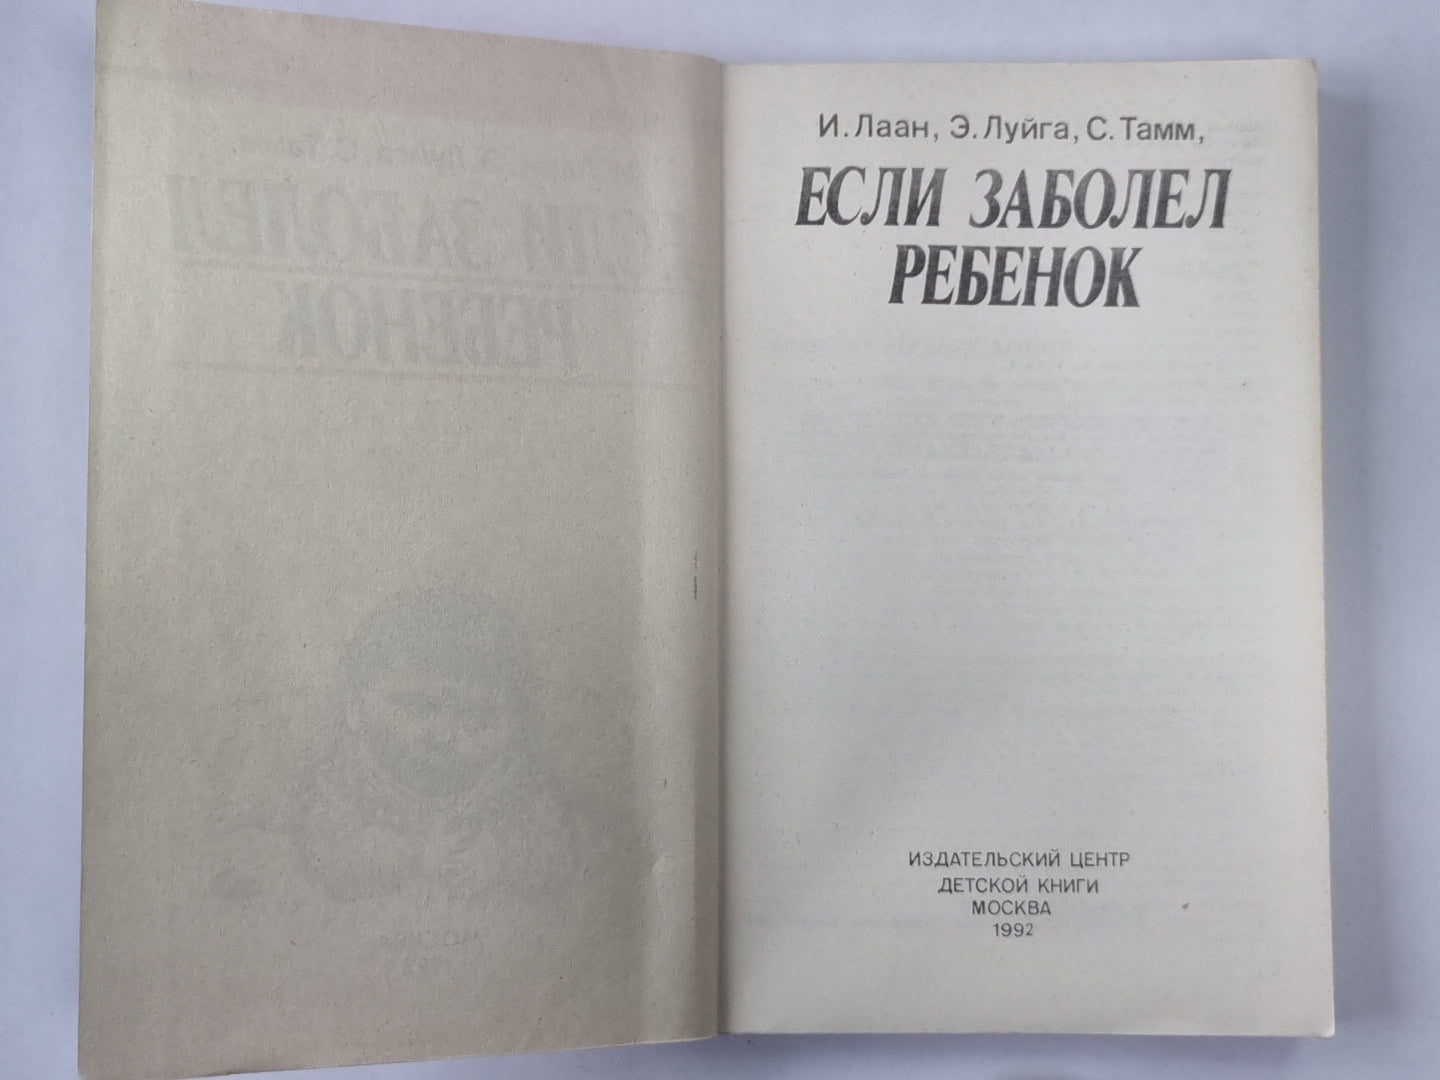 И. Лаан, Э. Луйга, С. Тамм,
ЕСЛИ ЗАБОЛЕЛ
РЕБЕНОК
ИЗДАТЕЛЬСКИЙ ЦЕНТР
ДЕТСКОЙ КНИГИ
МОСКВА
1992